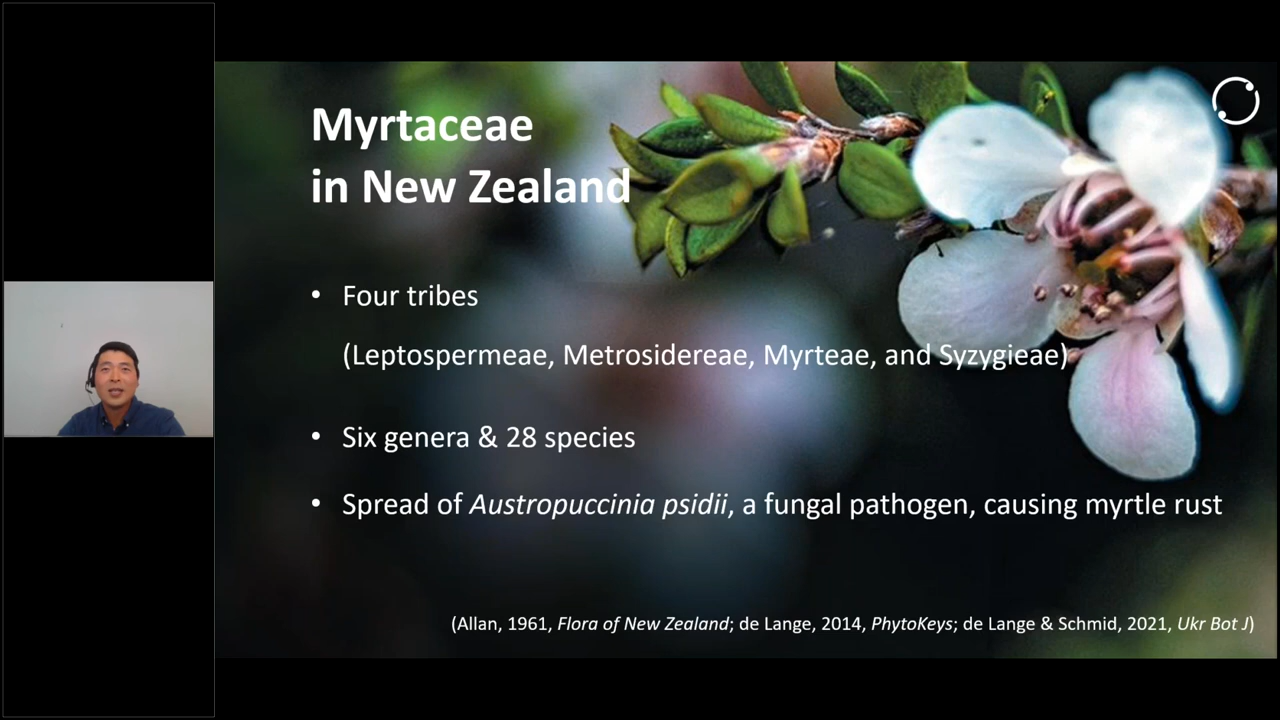 Myrtaceae
in New Zealand
• Four tribes
(Leptospermeae, Metrosidereae, Myrteae, and Syzygieae)
• Six genera & 28 species
• Spread of Austropuccinia psidii, a fungal pathogen, causing myrtle rust
(Allan, 1961, Flora of New Zealand; de Lange, 2014, PhytoKeys; de Lange & Schmid, 2021, Ukr Bot J)